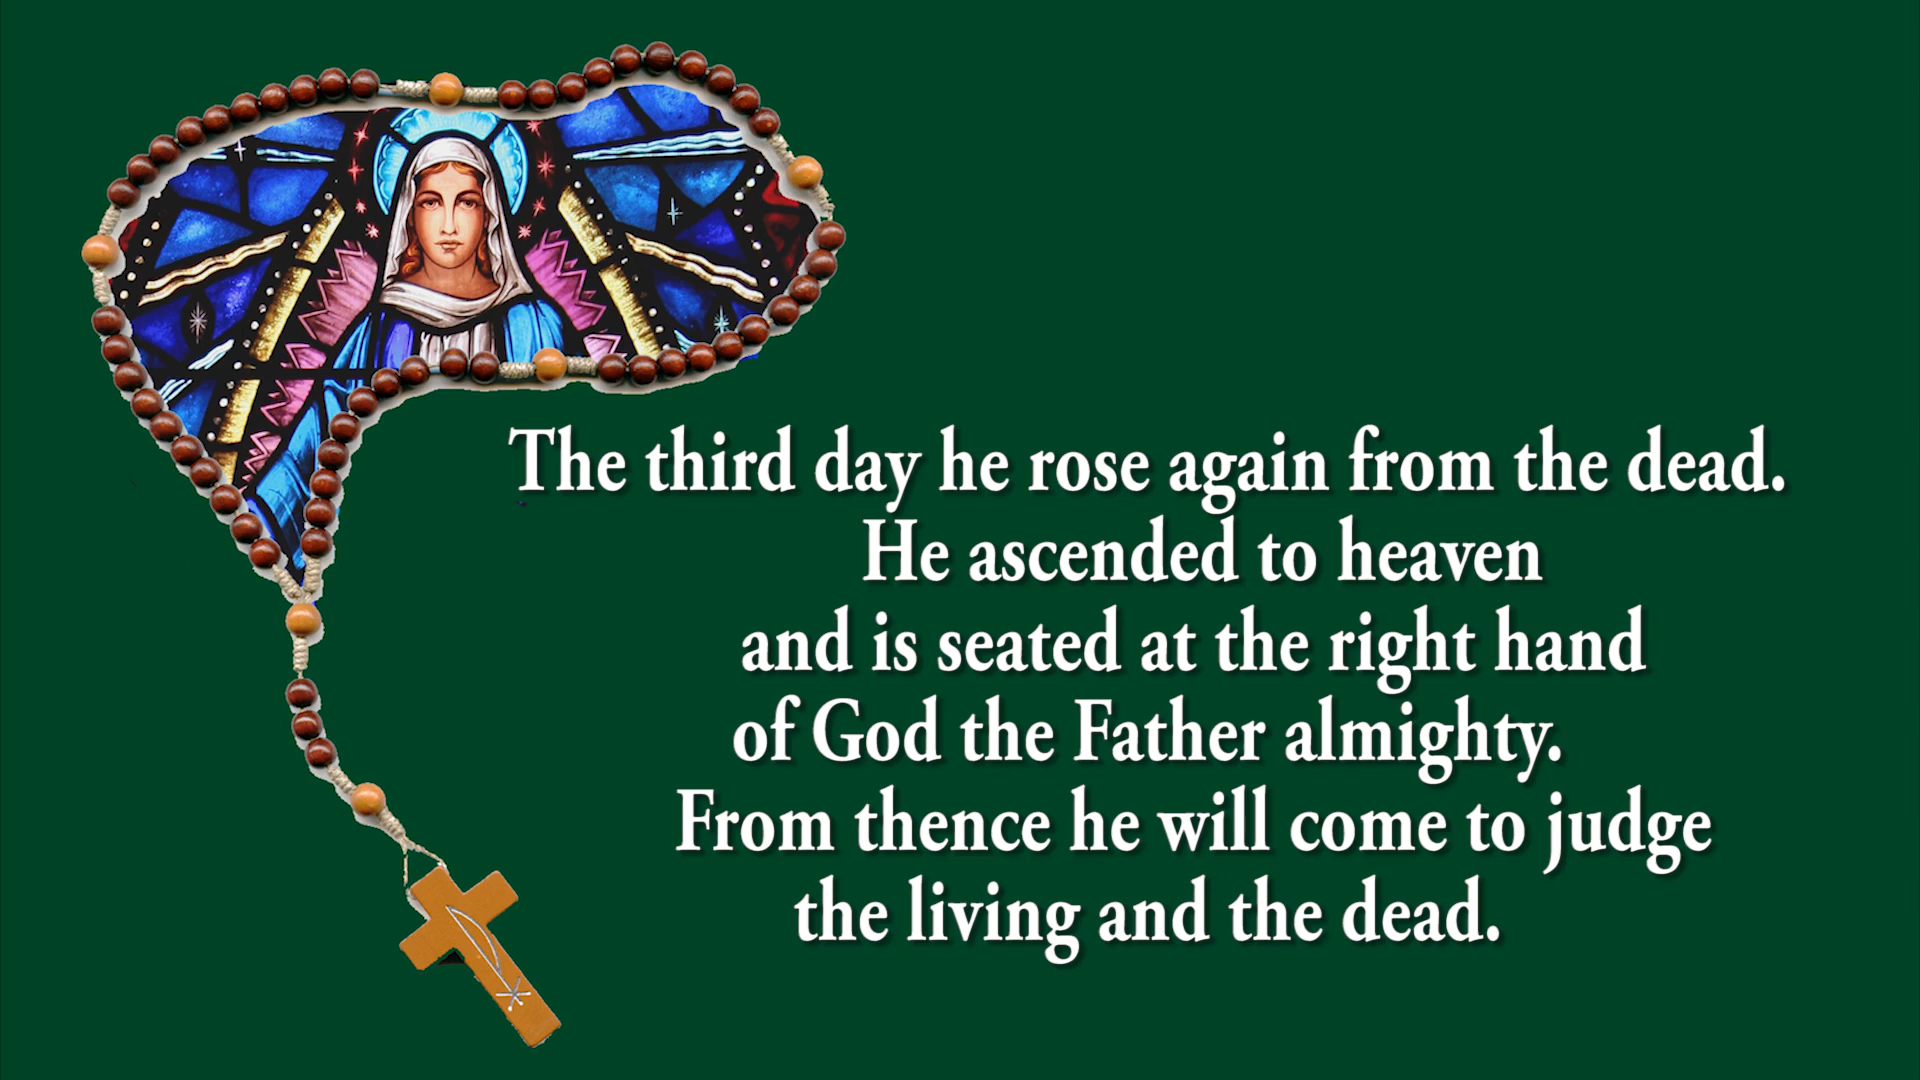 The third day he rose again from the dead.
He ascended to heaven
and is seated at the right hand
of God the Father almighty.
From thence he will come to judge
the living and the dead.